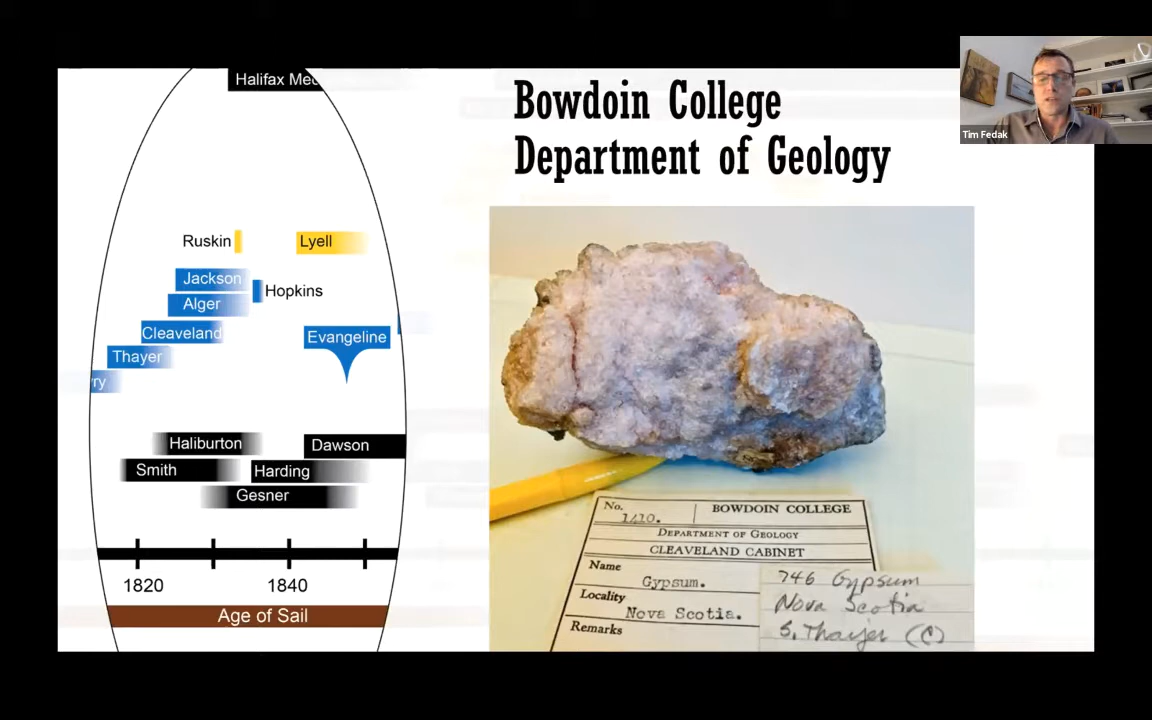 Halifax Med
Bowdoin College
Department of Geology
Tim Fedak
Ruskin
Lyell
Jackson
Hopkins
Alger
Cleaveland
Evangeline
Thayer
ry
Haliburton
Dawson
Smith
Harding
Gesner
1820
1840
Age of Sail
No.
BOWDOIN COLLEGE
DEPARTMENT OF GEOLOGY
CLEAVELAND CABINET
Name
Gypsum.
Locality
Nova Scotia.
Remarks
746 Gypsum
Nova Scotia
S. Thayer (C)